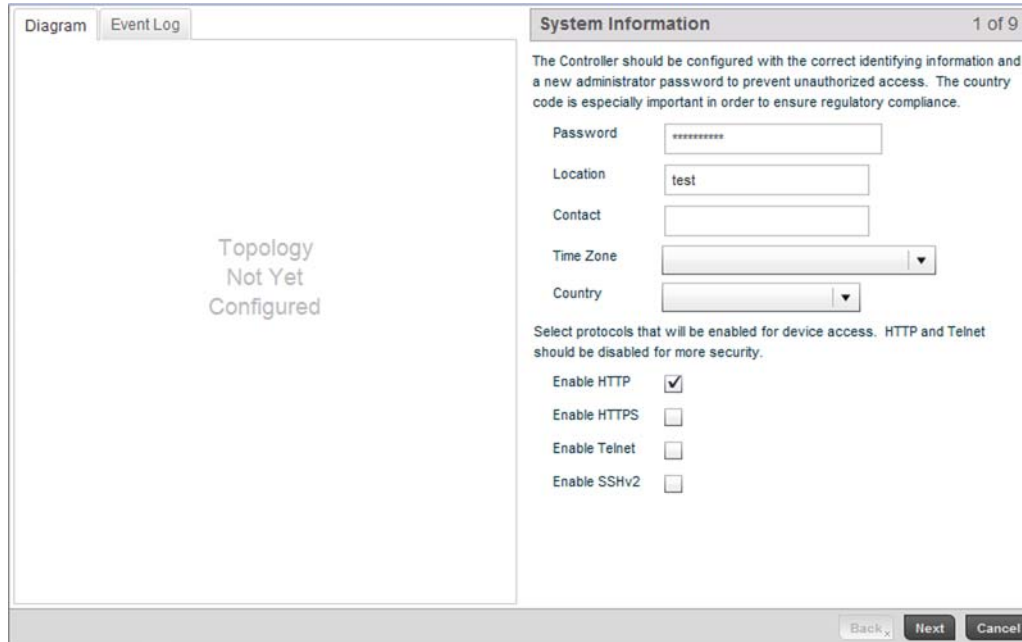 Diagram
Event Log
Topology
Not Yet
Configured
System Information
1 of 9
The Controller should be configured with the correct identifying information and
a new administrator password to prevent unauthorized access. The country
code is especially important in order to ensure regulatory compliance.
Password
**********
Location
test
Contact
Time Zone
Country
Select protocols that will be enabled for device access. HTTP and Telnet
should be disabled for more security.
Enable HTTP
Enable HTTPS
Enable Telnet
Enable SSHv2
Back
Next
Cancel